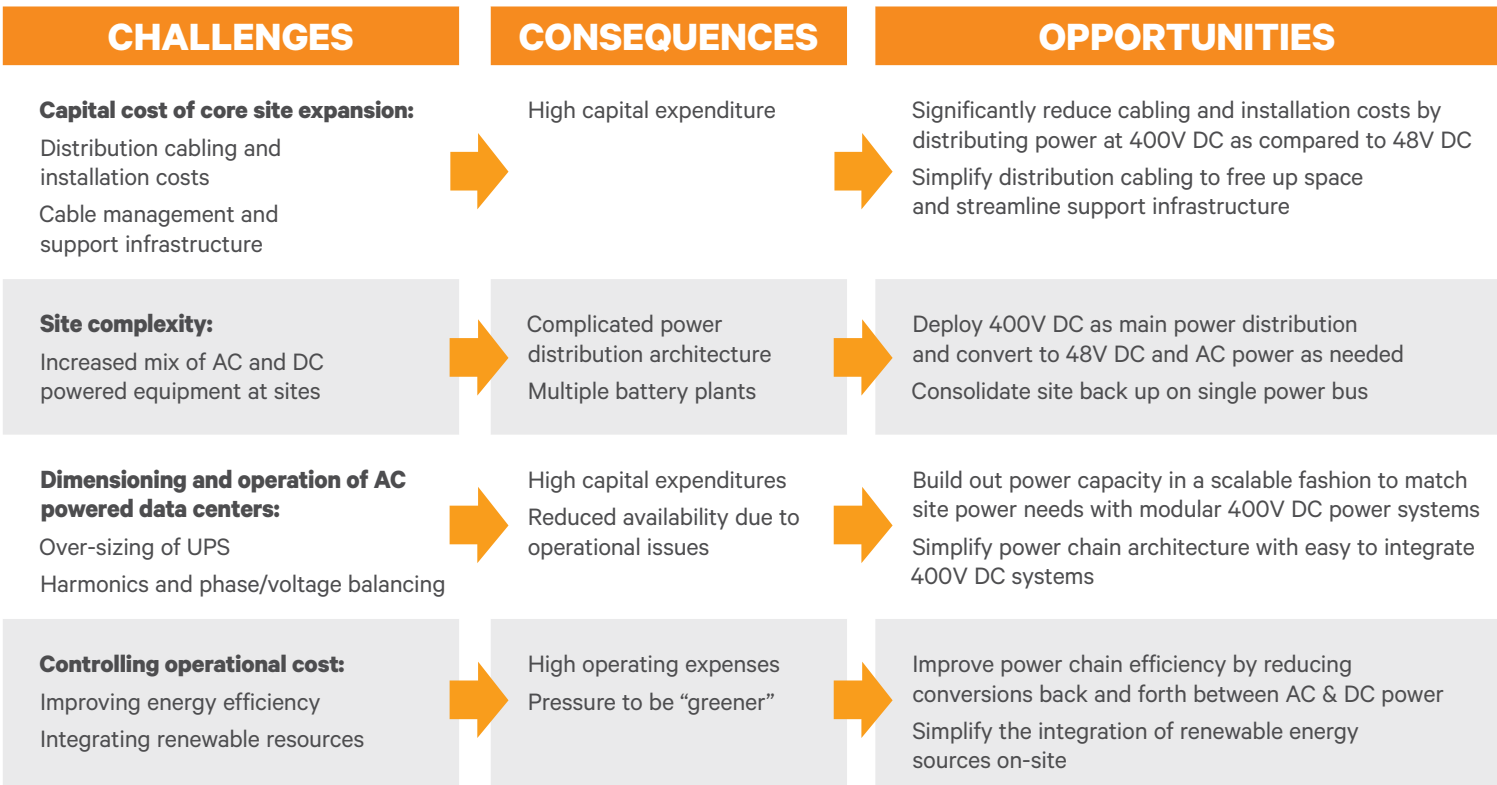 CHALLENGES
CONSEQUENCES
OPPORTUNITIES
Capital cost of core site expansion:
Distribution cabling and
installation costs
Cable management and
support infrastructure
High capital expenditure
Significantly reduce cabling and installation costs by
distributing power at 400V DC as compared to 48V DC
Simplify distribution cabling to free up space
and streamline support infrastructure
Site complexity:
Increased mix of AC and DC
powered equipment at sites
Complicated power
distribution architecture
Multiple battery plants
Deploy 400V DC as main power distribution
and convert to 48V DC and AC power as needed
Consolidate site back up on single power bus
Dimensioning and operation of AC
powered data centers:
Over-sizing of UPS
Harmonics and phase/voltage balancing
High capital expenditures
Reduced availability due to
operational issues
Build out power capacity in a scalable fashion to match
site power needs with modular 400V DC power systems
Simplify power chain architecture with easy to integrate
400V DC systems
Controlling operational cost:
Improving energy efficiency
Integrating renewable resources
High operating expenses
Pressure to be “greener”
Improve power chain efficiency by reducing
conversions back and forth between AC & DC power
Simplify the integration of renewable energy
sources on-site